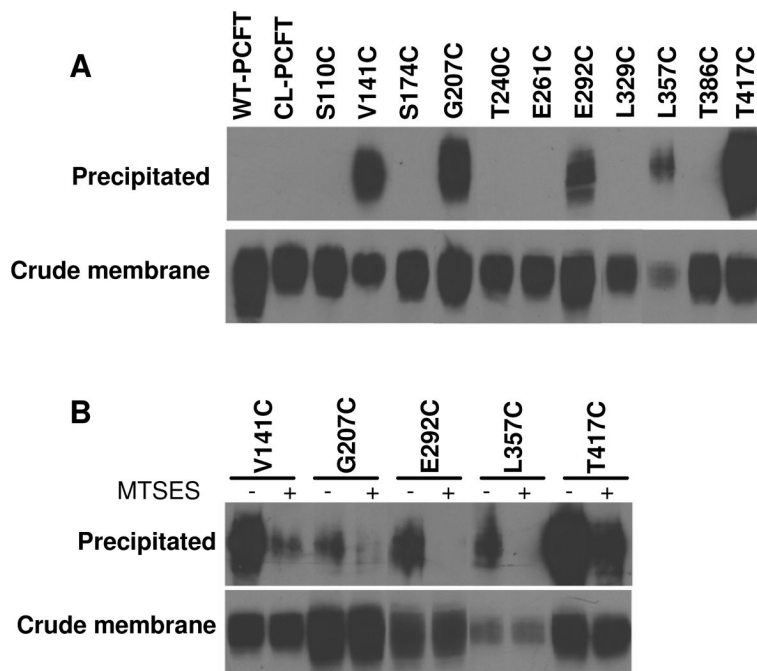 A
WT-PCFT
CL-PCFT
S110C
V141C
S174C
G207C
T240C
E261C
E292C
L329C
L357C
T386C
T417C
Precipitated
Crude membrane
B
V141C
G207C
E292C
L357C
T417C
MTSES - + - + - + - + - +
Precipitated
Crude membrane